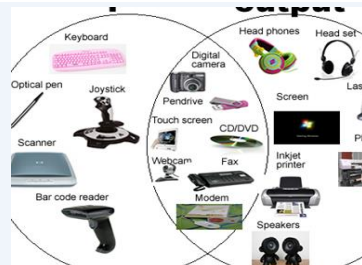 output
Keyboard
Head phones
Head set
Digital
camera
Optical pen
Joystick
Pendrive
Screen
Touch screen
CD/DVD
Scanner
Webcam
Fax
Inkjet
printer
Bar code reader
Modem
Speakers